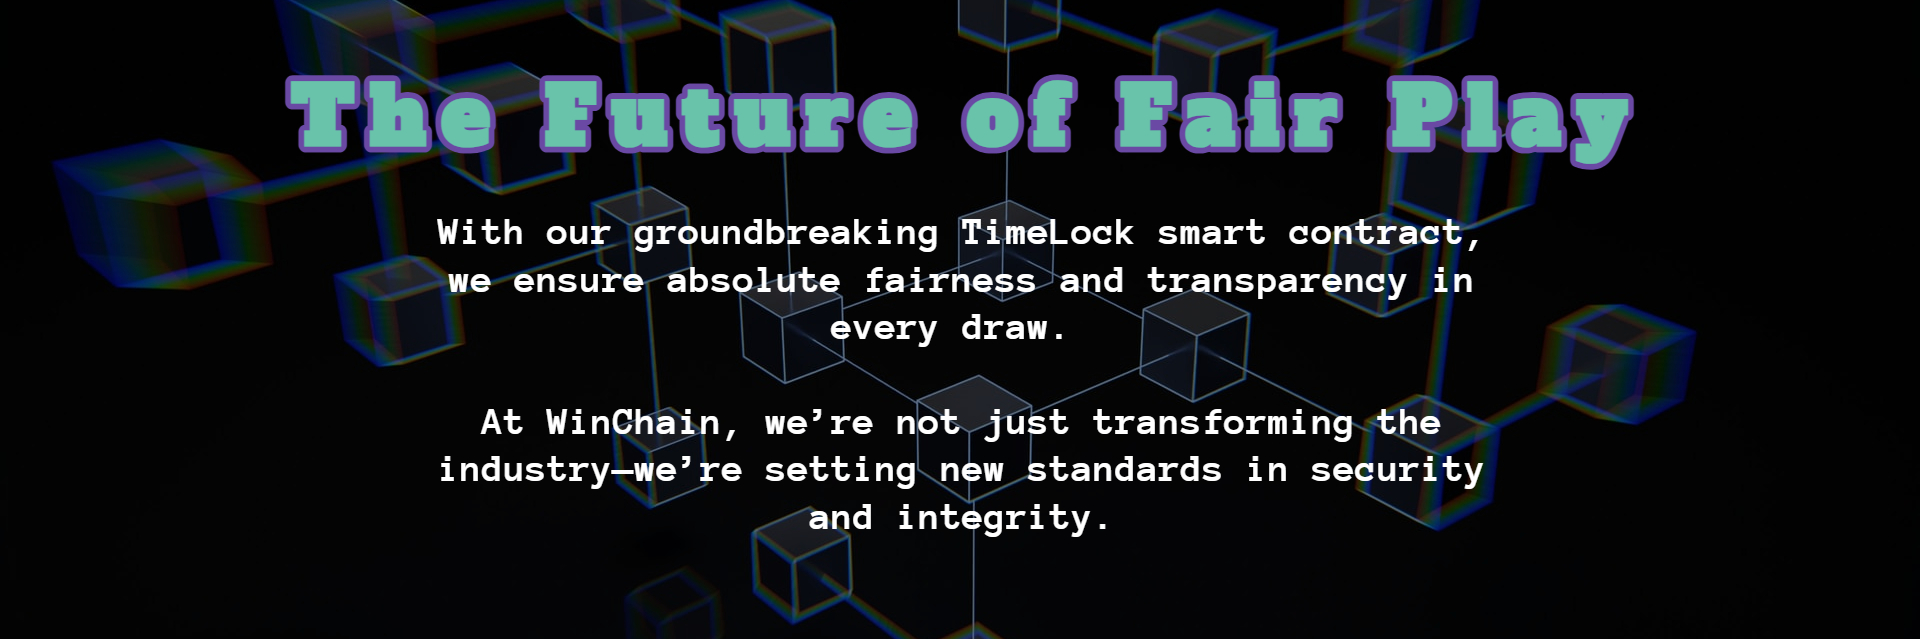 The Future of Fair Play
With our groundbreaking TimeLock smart contract,
we ensure absolute fairness and transparency in
every draw.
At WinChain, we’re not just transforming the
industry—we’re setting new standards in security
and integrity.